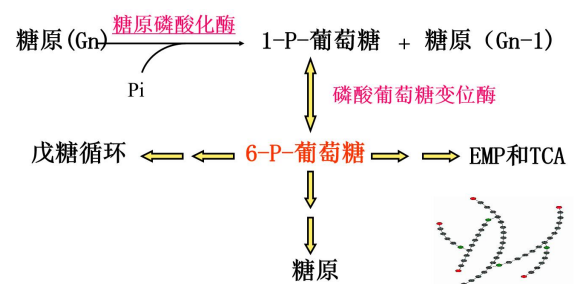 糖原(Gn) 糖原磷酸化酶 1-P-葡萄糖 + 糖原（Gn-1)
Pi
磷酸葡萄糖变位酶
戊糖循环 6-P-葡萄糖 EMP和TCA
糖原